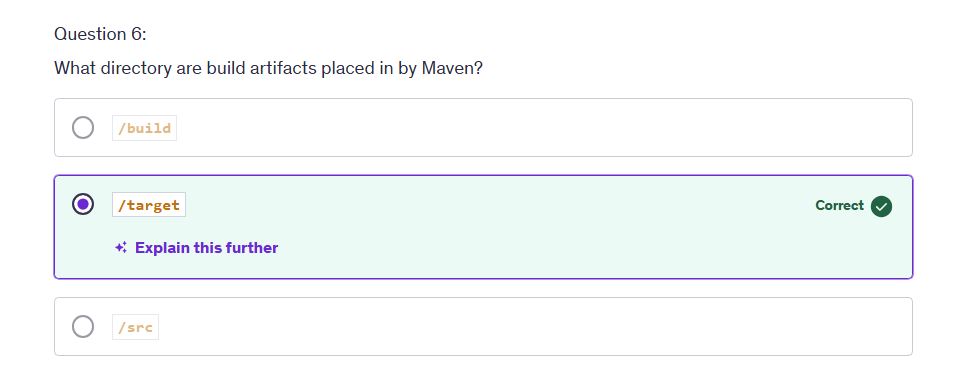 Question 6:
What directory are build artifacts placed in by Maven?
/build
/target
Correct
Explain this further
/src